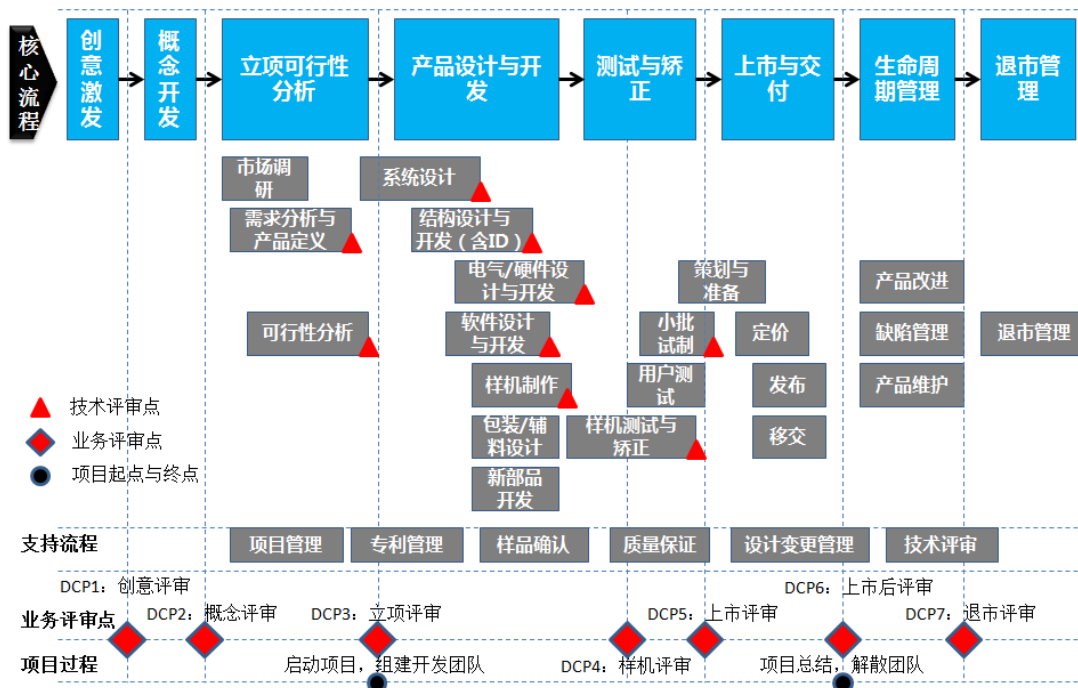 核心流程
创意激发
概念开发
立项可行性
分析
产品设计与开
发
测试与矫
正
上市与交
付
生命周
期管理
退市管
理
市场调
研
系统设计
需求分析与
产品定义
结构设计与
开发（含ID）
电气/硬件设
计与开发
策划与
准备
产品改进
可行性分析
软件设计
与开发
小批
试制
定价
缺陷管理
退市管理
样机制作
用户测
试
发布
产品维护
技术评审点
包装/辅
料设计
样机测试与
矫正
移交
业务评审点
项目起点与终点
新部品
开发
支持流程
项目管理
专利管理
样品确认
质量保证
设计变更管理
技术评审
DCP1：创意评审
DCP6：上市后评审
业务评审点
DCP2：概念评审
DCP3：立项评审
DCP5：上市评审
DCP7：退市评审
项目过程
启动项目，组建开发团队
DCP4：样机评审
项目总结，解散团队